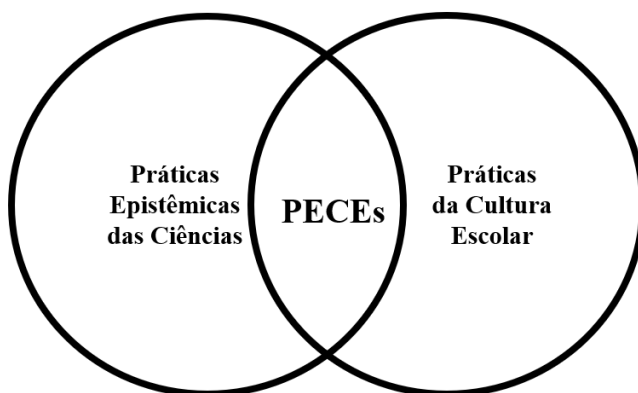 Práticas
Epistêmicas
das Ciências
PECEs
Práticas
da Cultura
Escolar